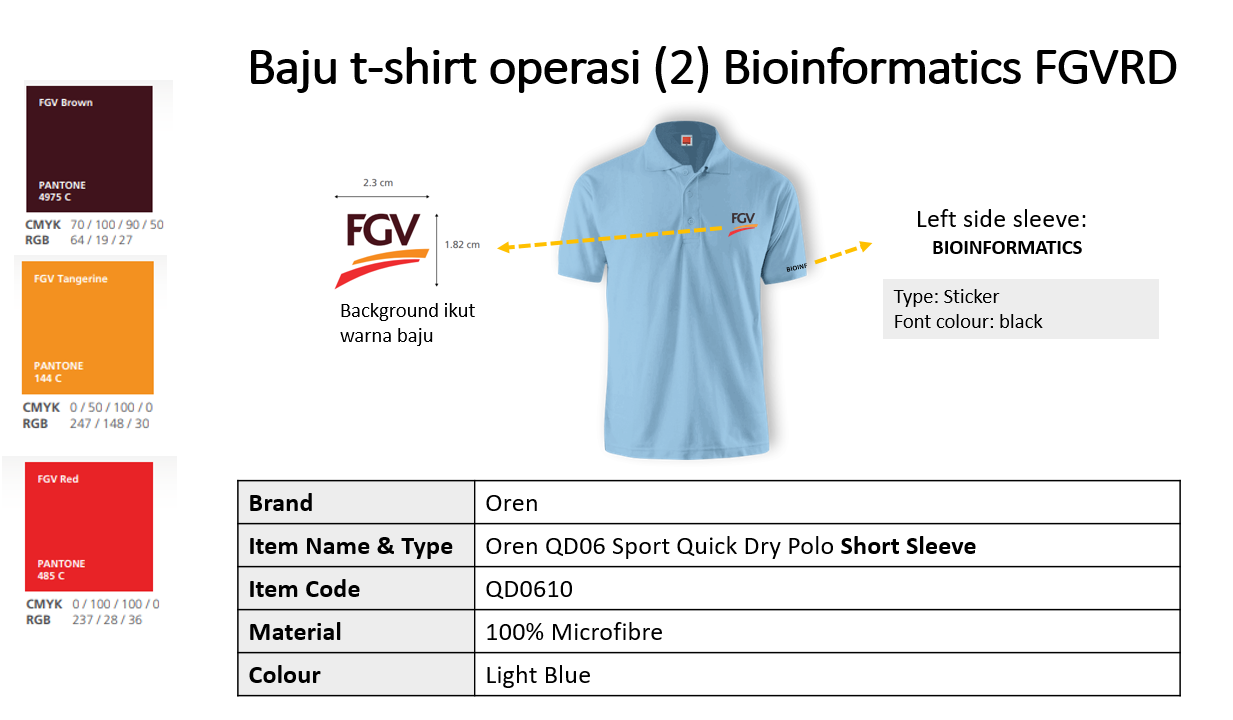 Baju t-shirt operasi (2) Bioinformatics FGVRD
FGV Brown
PANTONE
4975 C
CMYK 70 / 100 / 90 / 50
RGB 64 / 19 / 27
FGV Tangerine
PANTONE
144 C
CMYK 0 / 50 / 100 / 0
RGB 247 / 148 / 30
FGV Red
PANTONE
485 C
CMYK 0 / 100 / 100 / 0
RGB 237 / 28 / 36
2.3 cm
FGV
1.82 cm
Background ikut
warna baju
FGV
BIOINF
Left side sleeve:
BIOINFORMATICS
Type: Sticker
Font colour: black
Brand Oren
Item Name & Type Oren QD06 Sport Quick Dry Polo Short Sleeve
Item Code QD0610
Material 100% Microfibre
Colour Light Blue